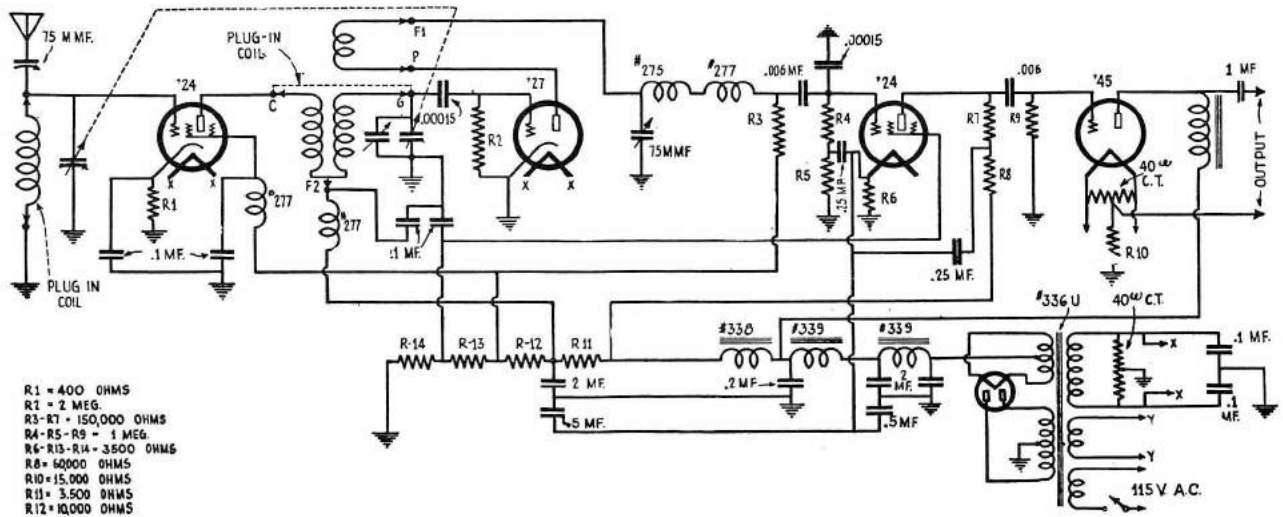 75 MMF.
PLUG-IN
COIL
'24
C
R1
#277
.1 MF.
PLUG IN
COIL
F1
P
G
.00015
R2
'27
X X
F2
#277
.1 MF.
#275
#277
.006 MF.
.00015
75MMF
R3
R4
R5
.25 MF.
'24
R6
R7
R8
.25 MF.
.006
R9
'45
40ω
C.T.
R10
1 MF
OUTPUT
R-14
R-13
R-12
R11
2 MF.
.5 MF.
#338
#339
#339
.2MF
2
MF.
.5MF
#336 U
40ω C.T.
X
X
.1 MF.
.1
MF.
Y
Y
115V A.C.
R1 = 400 OHMS
R2 = 2 MEG.
R3-R7 = 150,000 OHMS
R4-R5-R9 = 1 MEG.
R6-R13-R14 = 3500 OHMS
R8= 60,000 OHMS
R10=15,000 OHMS
R11= 3.500 OHMS
R12=10,000 OHMS